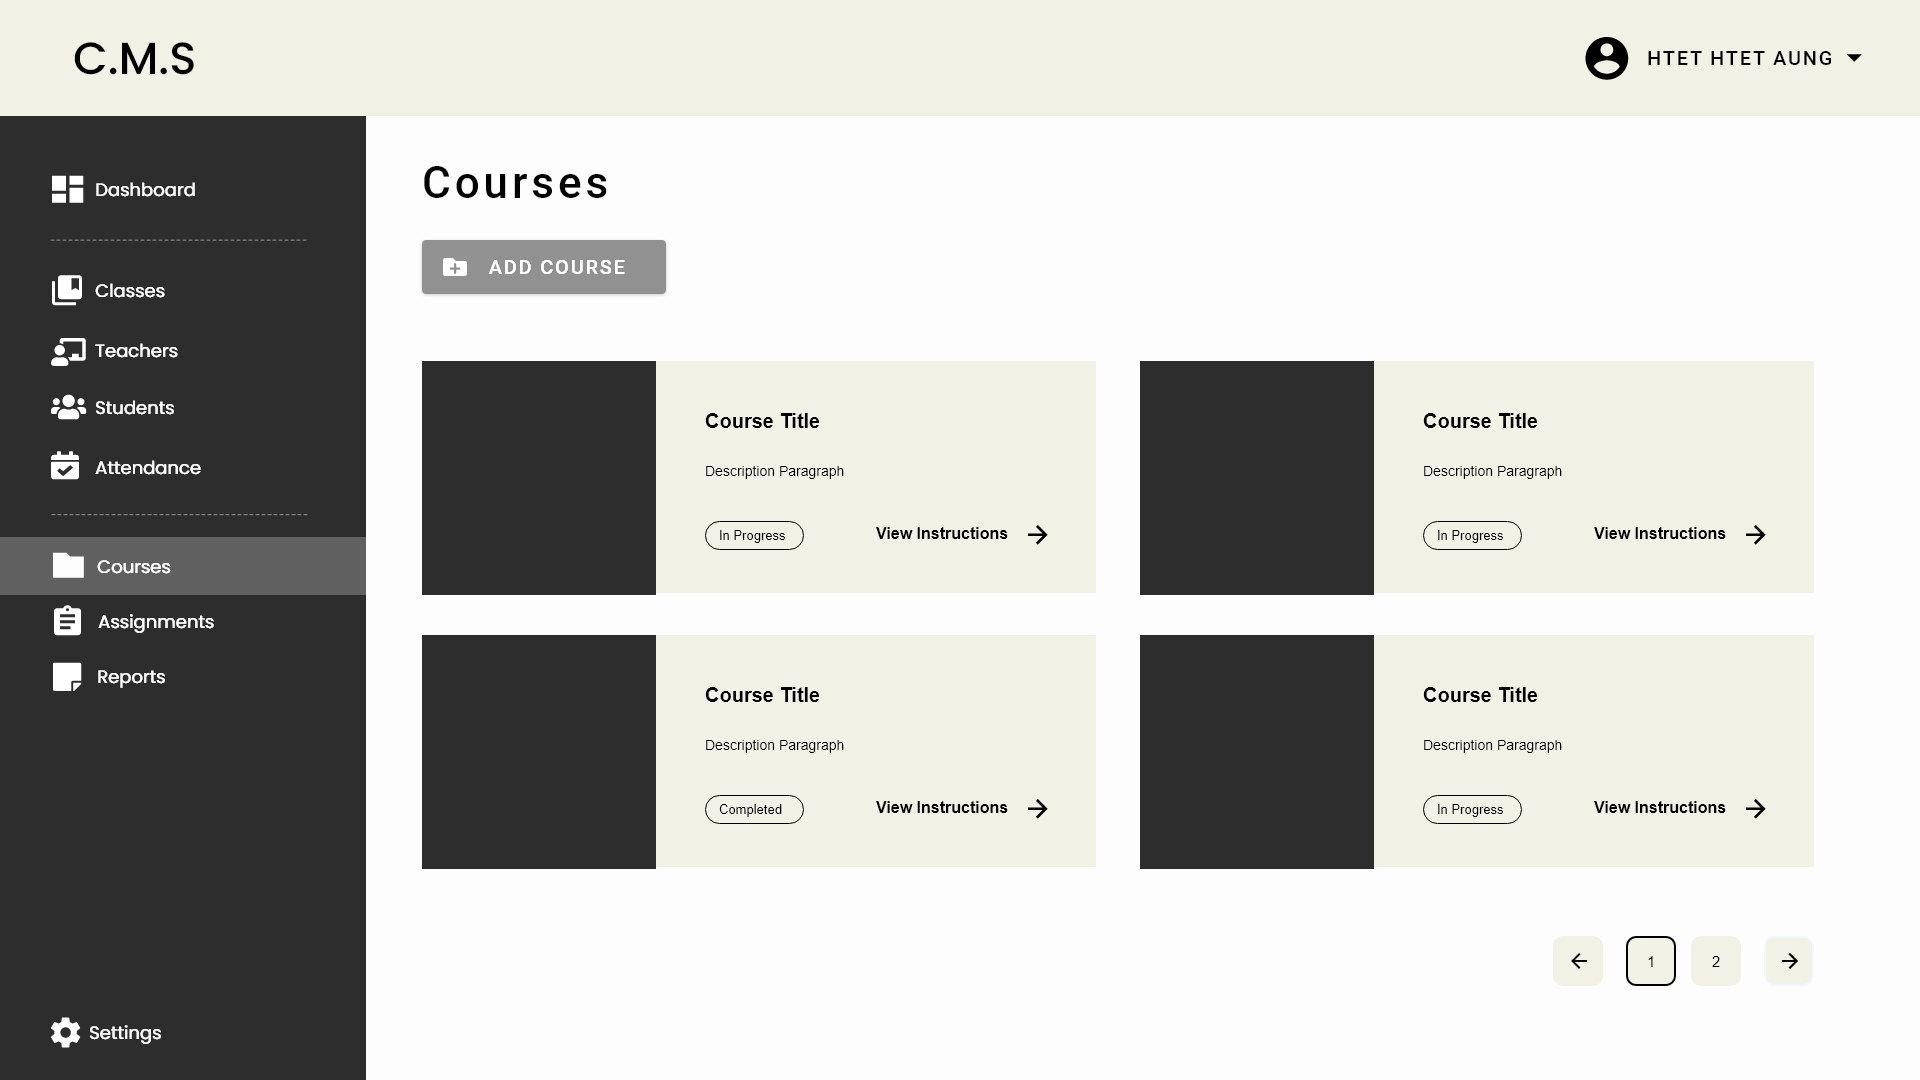 C.M.S
HTET HTET AUNG
Dashboard
Classes
Teachers
Students
Attendance
Courses
Assignments
Reports
Settings
Courses
ADD COURSE
Course Title
Description Paragraph
In Progress
View Instructions
Course Title
Description Paragraph
In Progress
View Instructions
Course Title
Description Paragraph
Completed
View Instructions
Course Title
Description Paragraph
In Progress
View Instructions
1
2